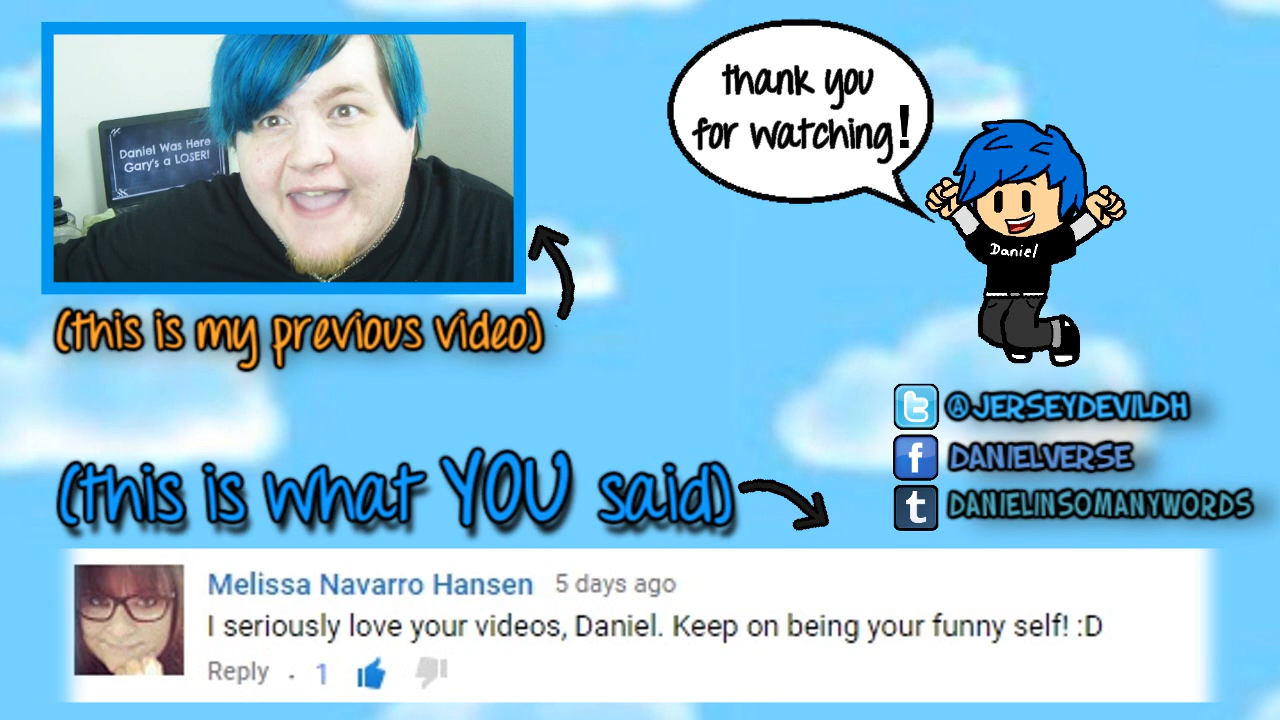 Daniel Was Here
Gary's a LOSER!
thank you
for watching!
Daniel
(this is my previous video)
@JERSEYDEVILDH
f DANIELVERSE
t DANIELINSOMANYWORDS
(this is what YOU said)
Melissa Navarro Hansen 5 days ago
I seriously love your videos, Daniel. Keep on being your funny self! :D
Reply . 1